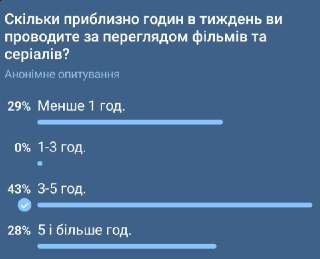 Скільки приблизно годин в тиждень ви
проводите за переглядом фільмів та
серіалів?
Анонімне опитування
29% Менше 1 год.
0% 1-3 год.
43% 3-5 год.
28% 5 і більше год.